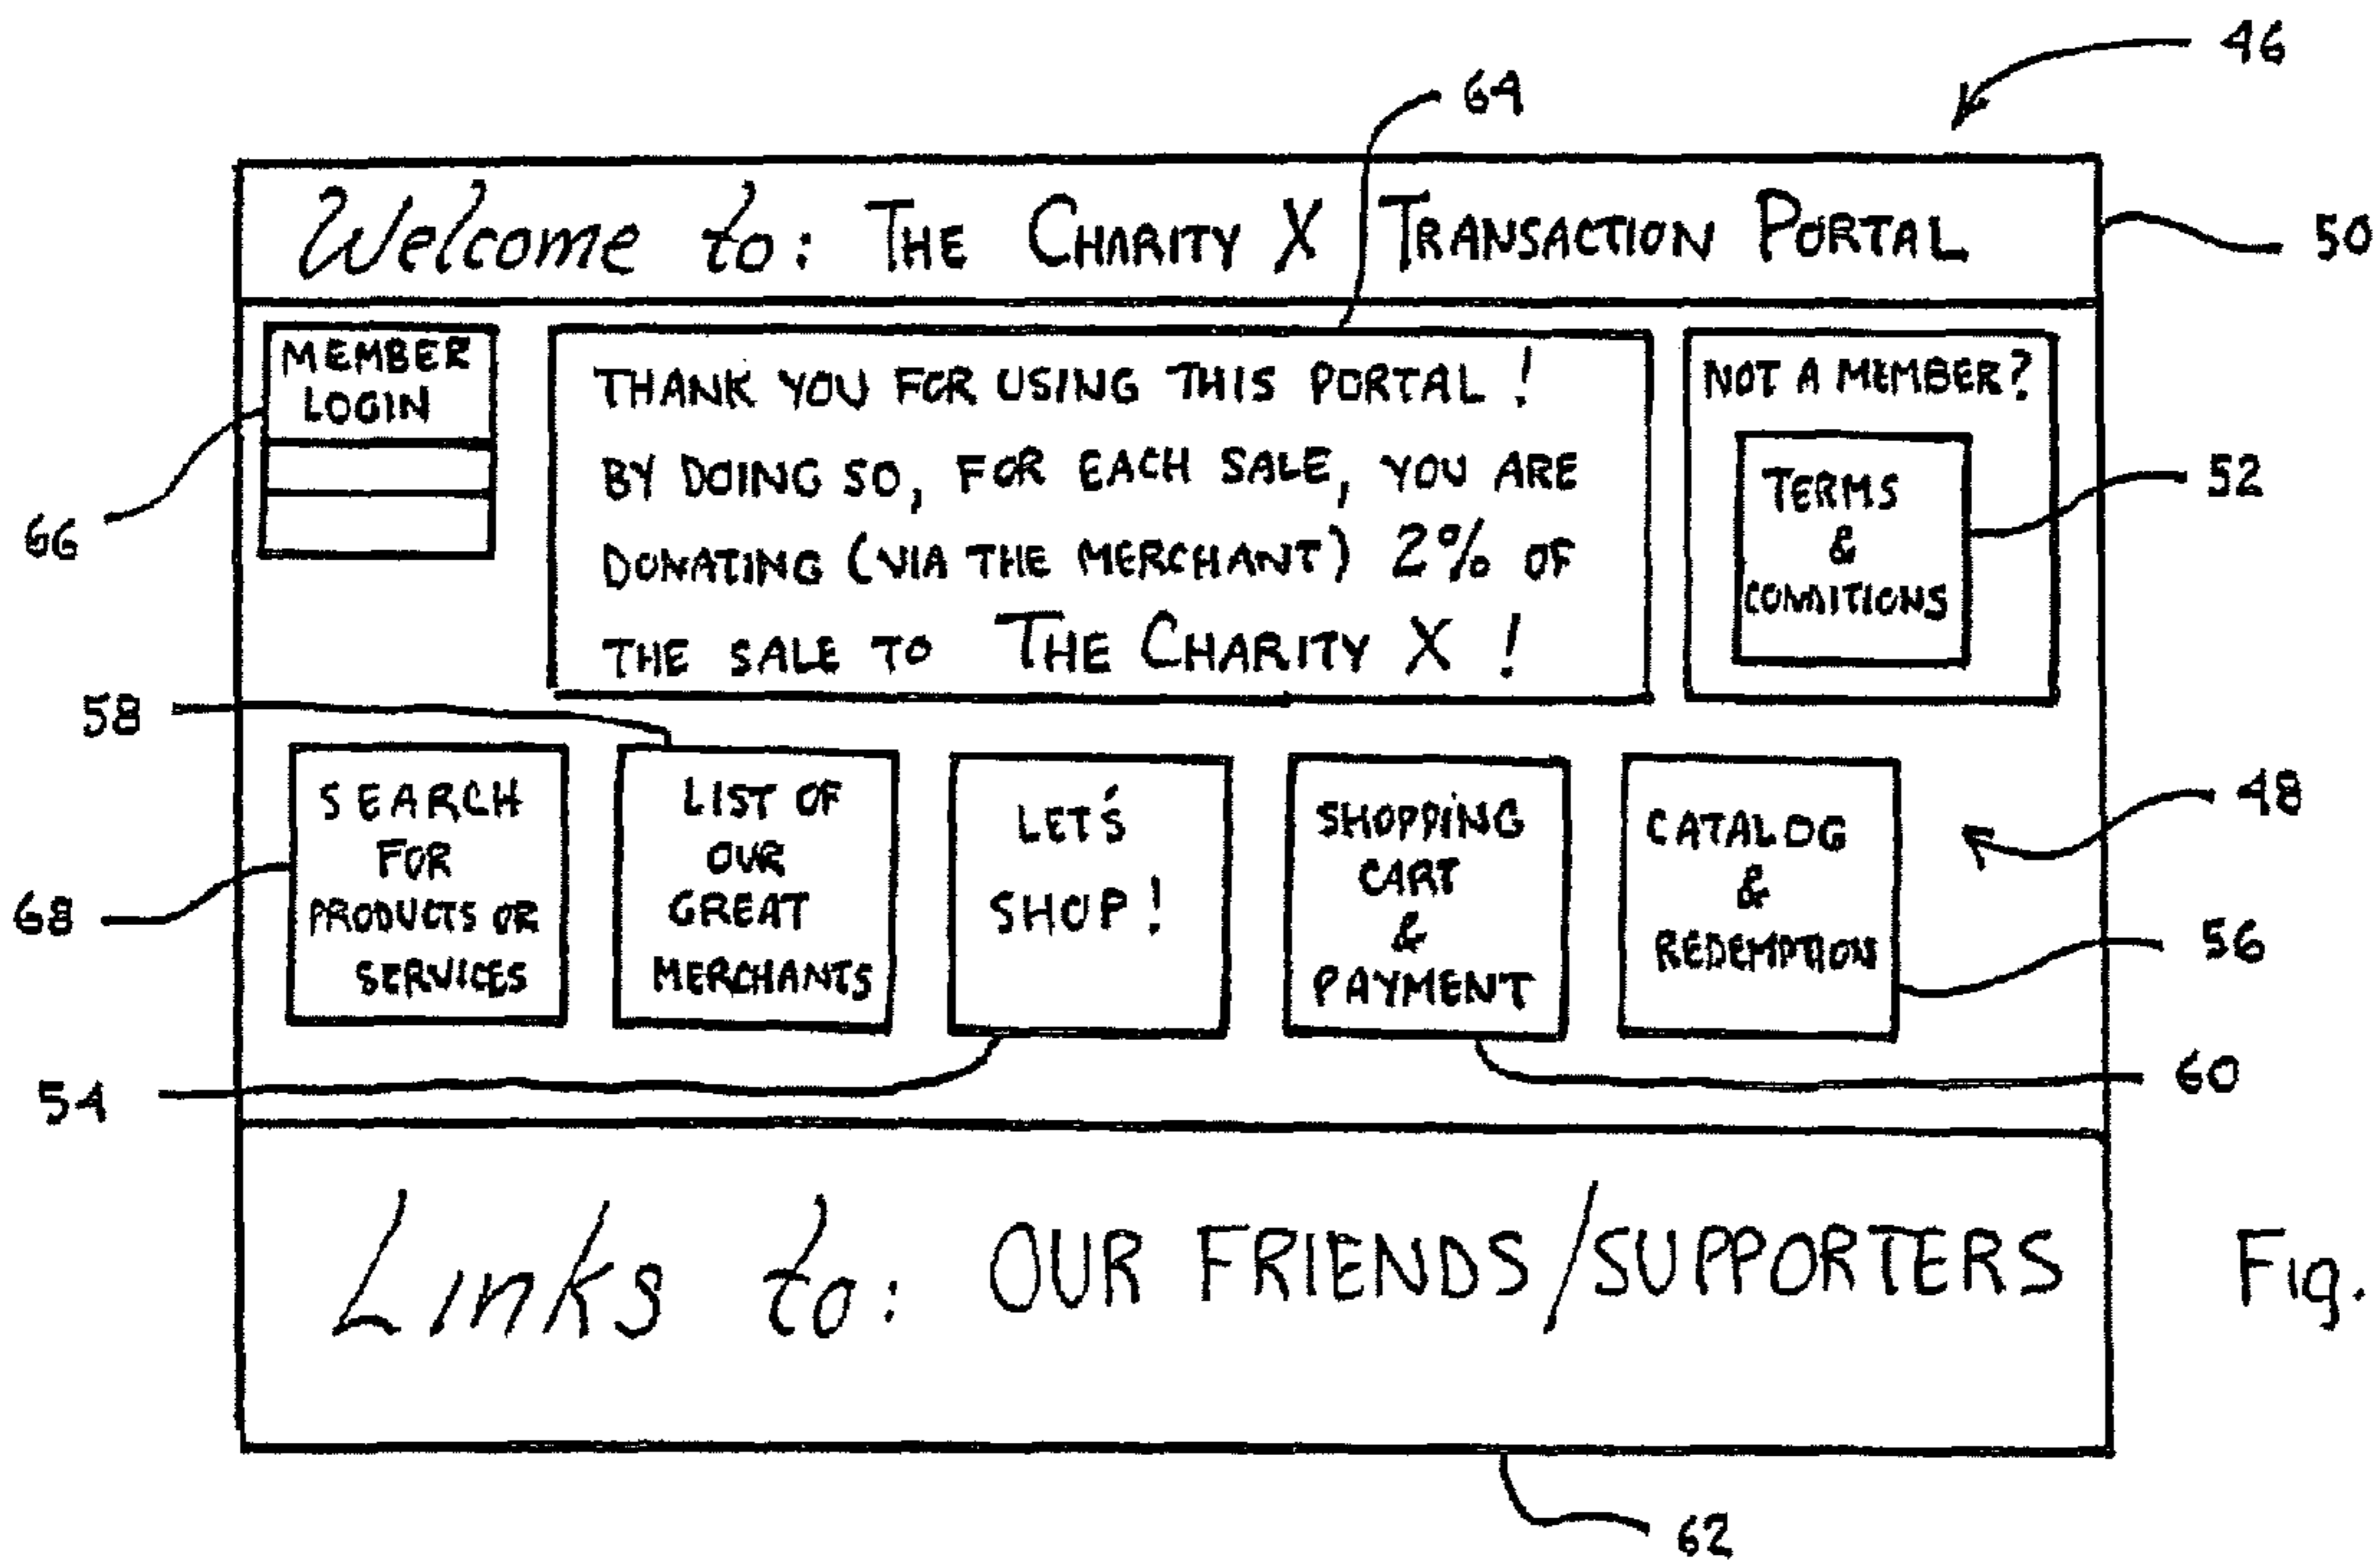 46
64
Welcome to: THE CHARITY X TRANSACTION PORTAL
50
MEMBER
LOGIN
66
THANK YOU FOR USING THIS PORTAL!
BY DOING SO, FOR EACH SALE, YOU ARE
DONATING (VIA THE MERCHANT) 2% OF
THE SALE TO THE CHARITY X!
NOT A MEMBER?
TERMS
&
CONDITIONS
52
58
SEARCH
FOR
PRODUCTS OR
SERVICES
68
LIST OF
OUR
GREAT
MERCHANTS
LET'S
SHOP!
SHOPPING
CART
&
PAYMENT
CATALOG
&
REDEMPTION
48
56
54
60
Links to: OUR FRIENDS/SUPPORTERS
Fig.
62